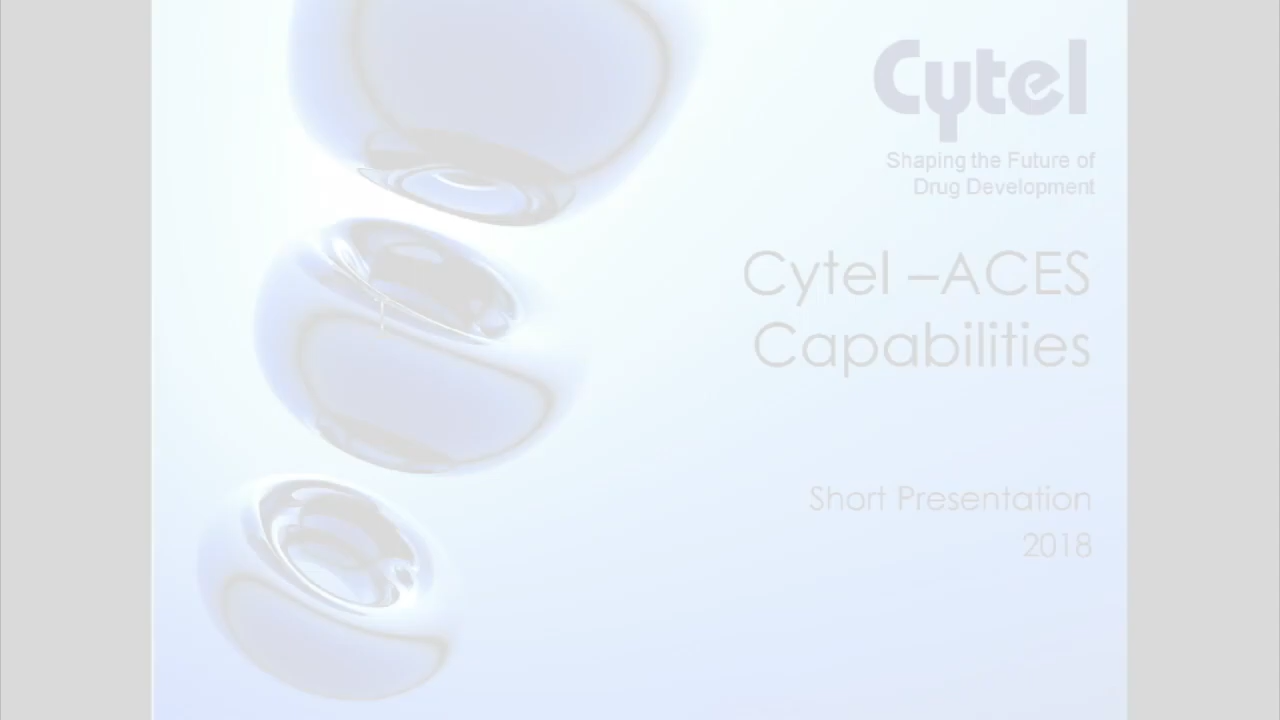 Cytel
Shaping the Future of
Drug Development
Cytel –ACES
Capabilities
Short Presentation
2018